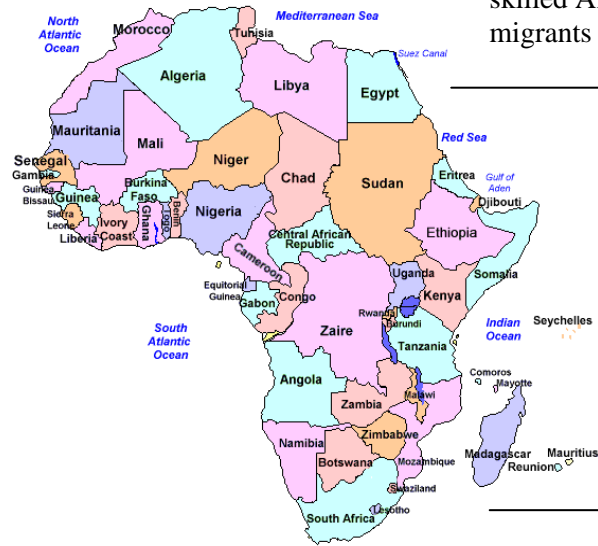 skilled A
migrants
North
Atlantic
Ocean
Mediterranean Sea
Morocco
Tunisia
Suez Canal
Algeria
Libya
Egypt
Mauritania
Mali
Niger
Chad
Sudan
Red Sea
Senegal
Gambia
Guinea
Bissau
Guinea
Burkina
Faso
Eritrea
Gulf of
Aden
Djibouti
Sierra
Leone
Liberia
Ivory
Coast
Ghana
Togo
Benin
Nigeria
Central African
Republic
Ethiopia
Cameroon
Somalia
Equitorial
Guinea
Gabon
Congo
Uganda
Kenya
Rwanda
Burundi
Zaire
Tanzania
Indian
Ocean
Seychelles
South
Atlantic
Ocean
Angola
Zambia
Malawi
Comoros
Mayotte
Namibia
Zimbabwe
Botswana
Mozambique
Madagascar
Mauritius
Reunion
Swaziland
Lesotho
South Africa